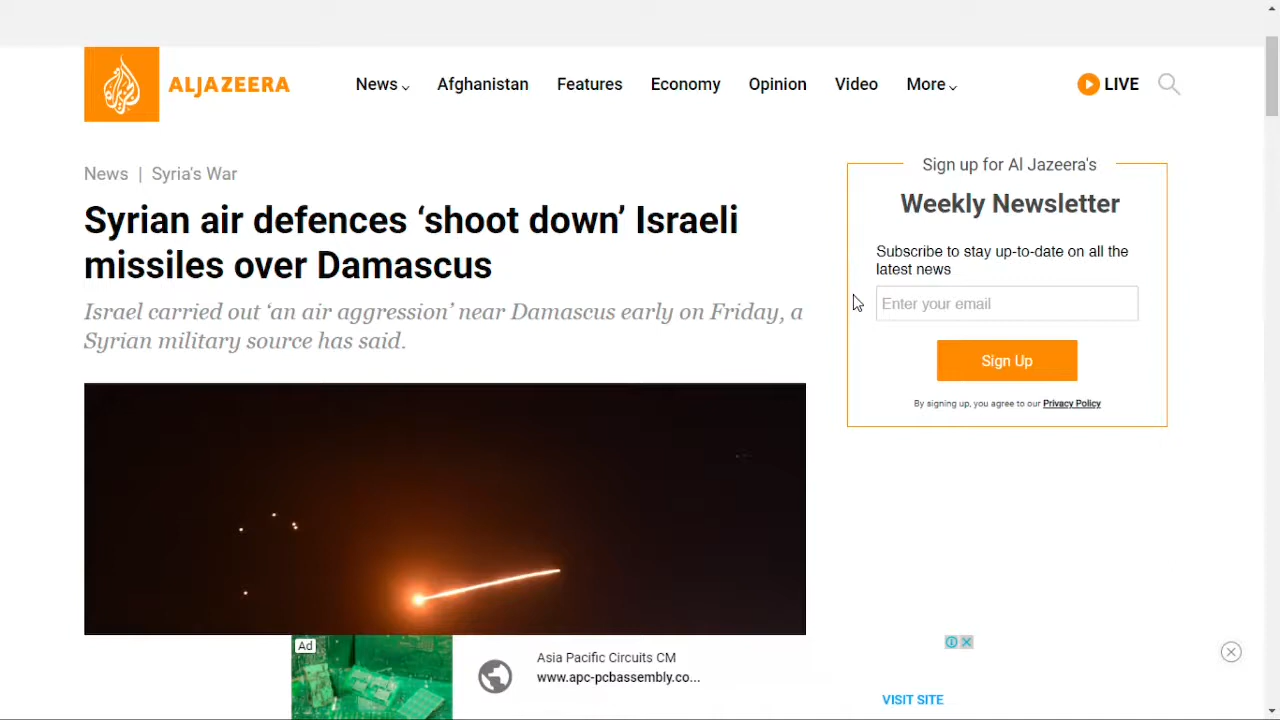 ALJAZEERA
News
Afghanistan
Features
Economy
Opinion
Video
More
LIVE
News | Syria's War
Syrian air defences ‘shoot down’ Israeli
missiles over Damascus
Israel carried out ‘an air aggression’ near Damascus early on Friday, a
Syrian military source has said.
Sign up for Al Jazeera's
Weekly Newsletter
Subscribe to stay up-to-date on all the
latest news
Enter your email
Sign Up
By signing up, you agree to our Privacy Policy
Ad
Asia Pacific Circuits CM
www.apc-pcbassembly.co...
VISIT SITE